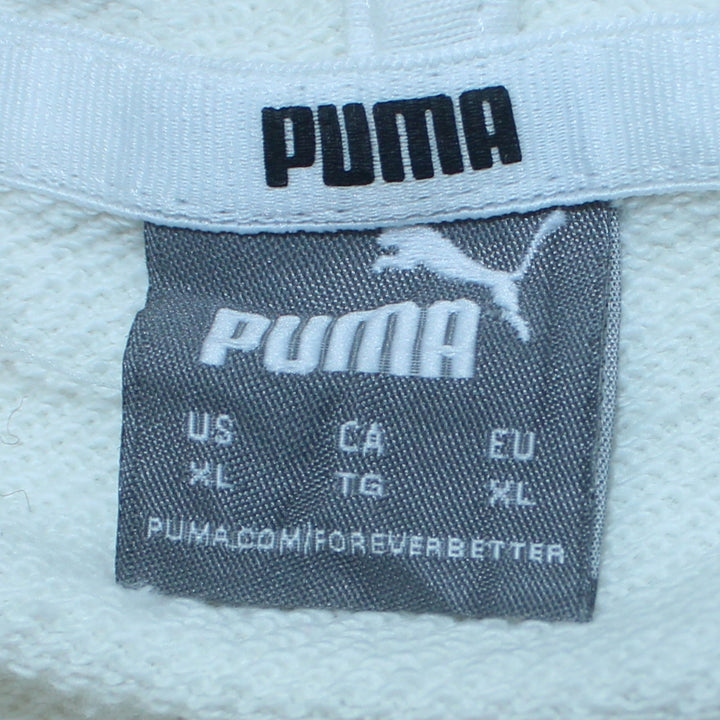 PUMA
PUMA
US CA EU
XL TG XL
PUMA.COM/FOREVERBETTER